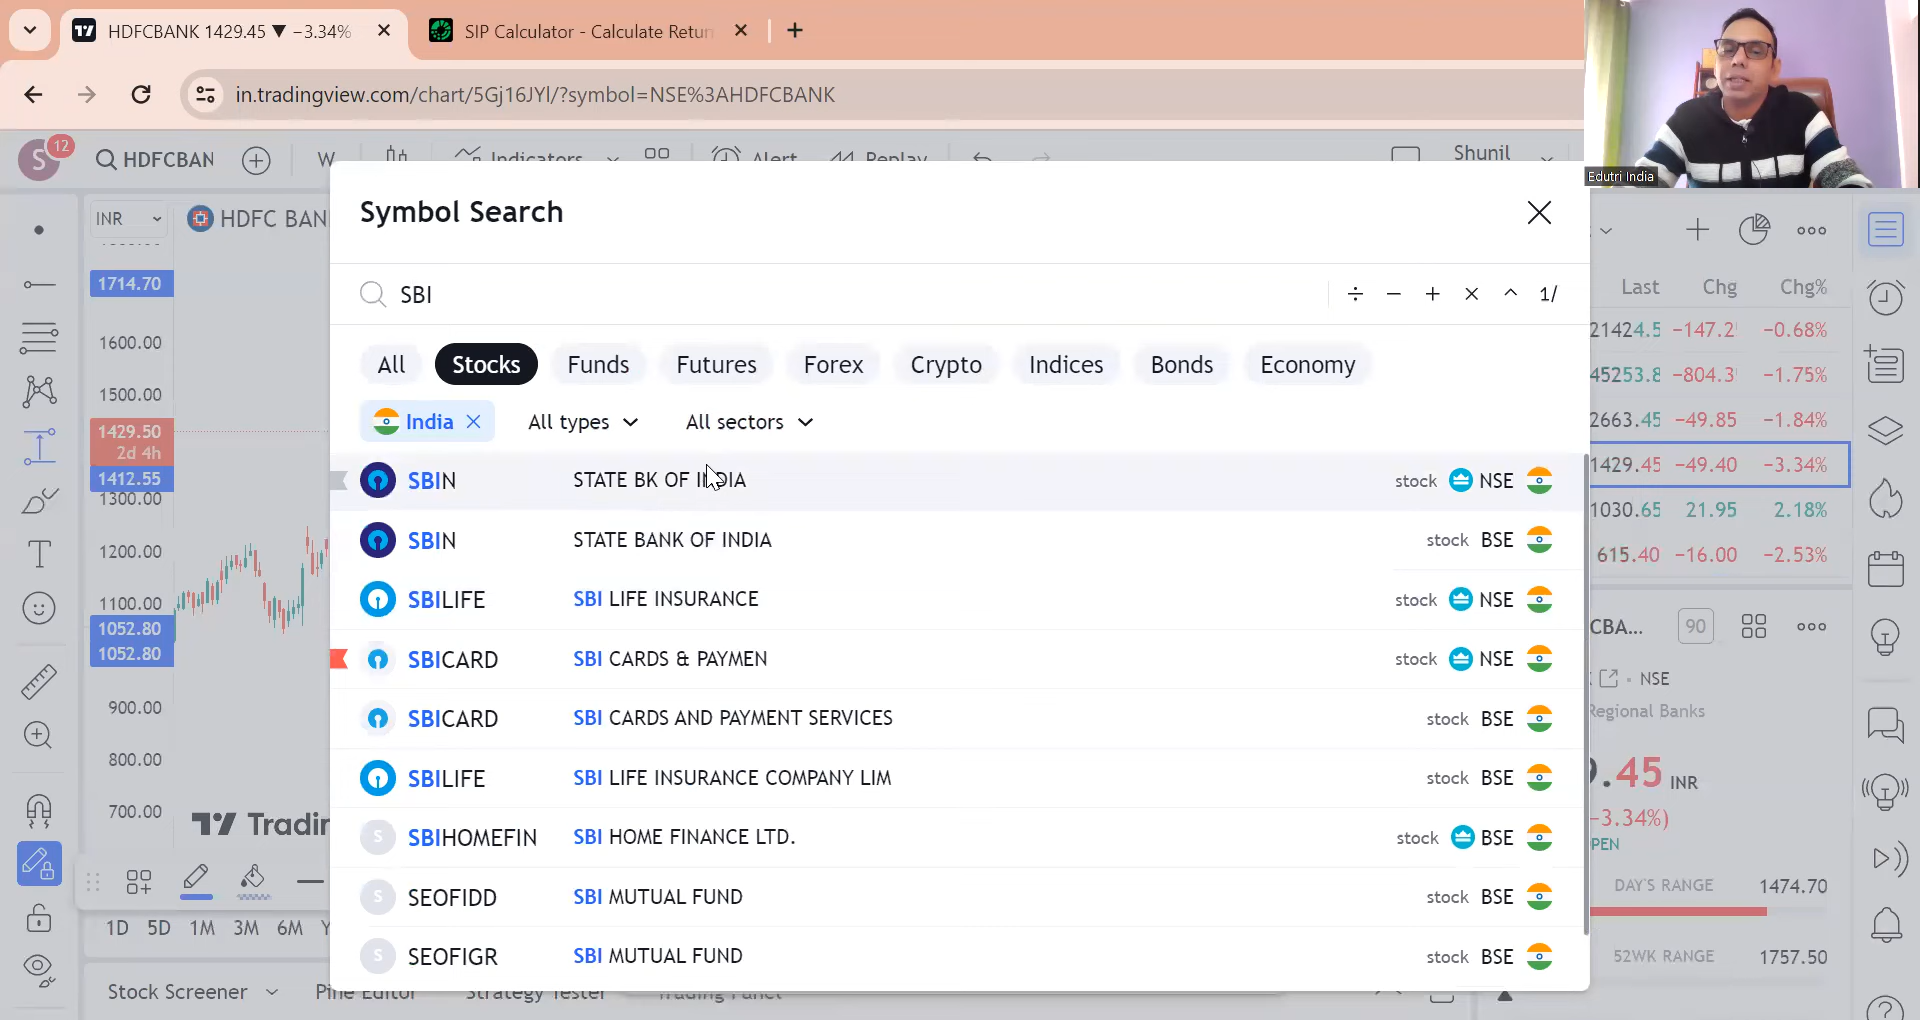 HDFCBANK 1429.45 ▼ −3.34%
SIP Calculator - Calculate Retur
in.tradingview.com/chart/5Gj16JYl/?symbol=NSE%3AHDFCBANK
Edutri India
S
12
HDFCBAN
W
Indicators
Alert
Replay
Shunil
INR
HDFC BAN
Symbol Search
SBI
÷ − + × ^ 1/
All
Stocks
Funds
Futures
Forex
Crypto
Indices
Bonds
Economy
India
All types
All sectors
SBIN STATE BK OF INDIA stock NSE
SBIN STATE BANK OF INDIA stock BSE
SBILIFE SBI LIFE INSURANCE stock NSE
SBICARD SBI CARDS & PAYMEN stock NSE
SBICARD SBI CARDS AND PAYMENT SERVICES stock BSE
SBILIFE SBI LIFE INSURANCE COMPANY LIM stock BSE
S SBIHOMEFIN SBI HOME FINANCE LTD. stock BSE
S SEOFIDD SBI MUTUAL FUND stock BSE
S SEOFIGR SBI MUTUAL FUND stock BSE
1714.70
1600.00
1500.00
1429.50
2d 4h
1412.55
1300.00
1200.00
1100.00
1052.80
1052.80
900.00
800.00
700.00
Tradin
1D 5D 1M 3M 6M Y
Stock Screener
Pine Editor
Strategy Tester
Trading Panel
Last Chg Chg%
21424.5 −147.2 −0.68%
45253.8 −804.3 −1.75%
2663.45 −49.85 −1.84%
1429.45 −49.40 −3.34%
1030.65 21.95 2.18%
615.40 −16.00 −2.53%
CBA...
90
NSE
Regional Banks
.45 INR
−3.34%)
PEN
DAY'S RANGE 1474.70
52WK RANGE 1757.50